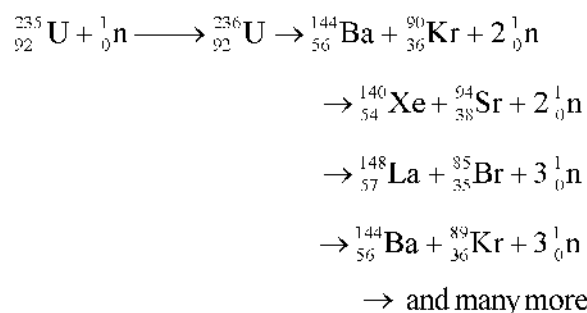 ²³⁵₉₂U + ¹₀n ⟶ ²³⁶₉₂U → ¹⁴⁴₅₆Ba + ⁹⁰₃₆Kr + 2 ¹₀n
→ ¹⁴⁰₅₄Xe + ⁹⁴₃₈Sr + 2 ¹₀n
→ ¹⁴⁸₅₇La + ⁸⁵₃₅Br + 3 ¹₀n
→ ¹⁴⁴₅₆Ba + ⁸⁹₃₆Kr + 3 ¹₀n
→ and many more